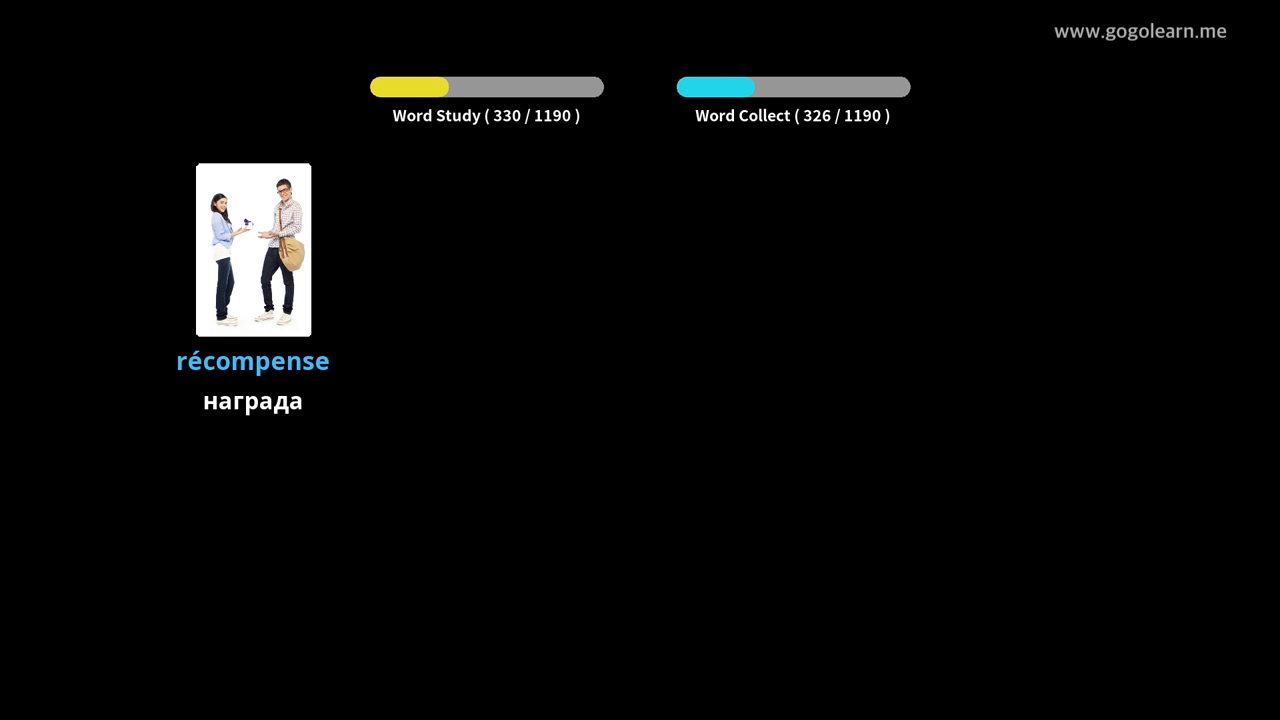 www.gogolearn.me
Word Study ( 330 / 1190 )
Word Collect ( 326 / 1190 )
récompense
награда